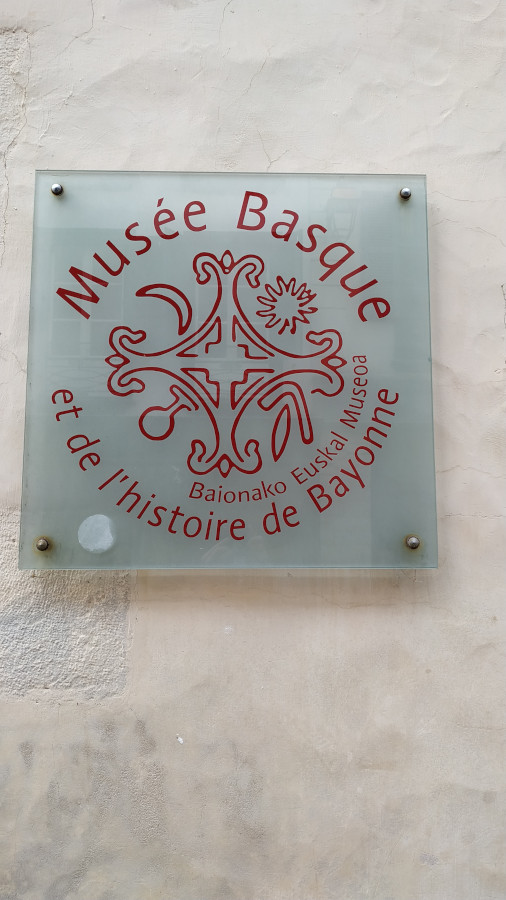 Musée Basque
et de l'histoire de Bayonne
Baionako Euskal Museoa